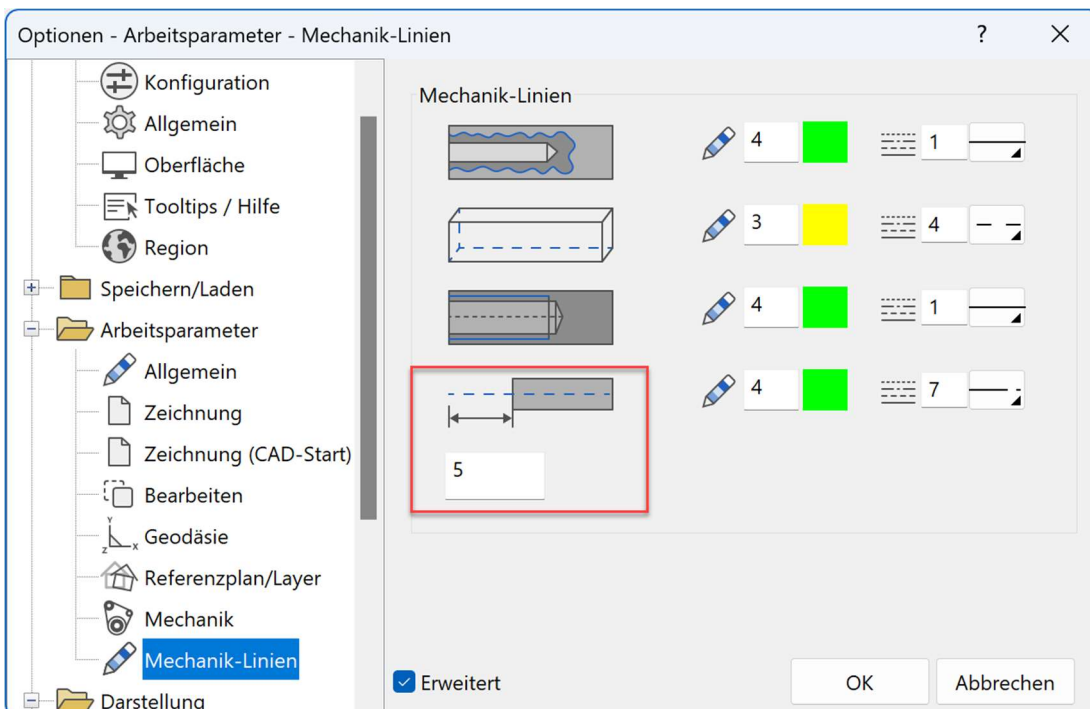 Optionen - Arbeitsparameter - Mechanik-Linien ?
Konfiguration
Allgemein
Oberfläche
Tooltips / Hilfe
Region
Speichern/Laden
Arbeitsparameter
Allgemein
Zeichnung
Zeichnung (CAD-Start)
Bearbeiten
Y
Z
X
Geodäsie
Referenzplan/Layer
Mechanik
Mechanik-Linien
Darstellung
Mechanik-Linien
4 1
3 4
4 1
4 7
5
Erweitert
OK Abbrechen